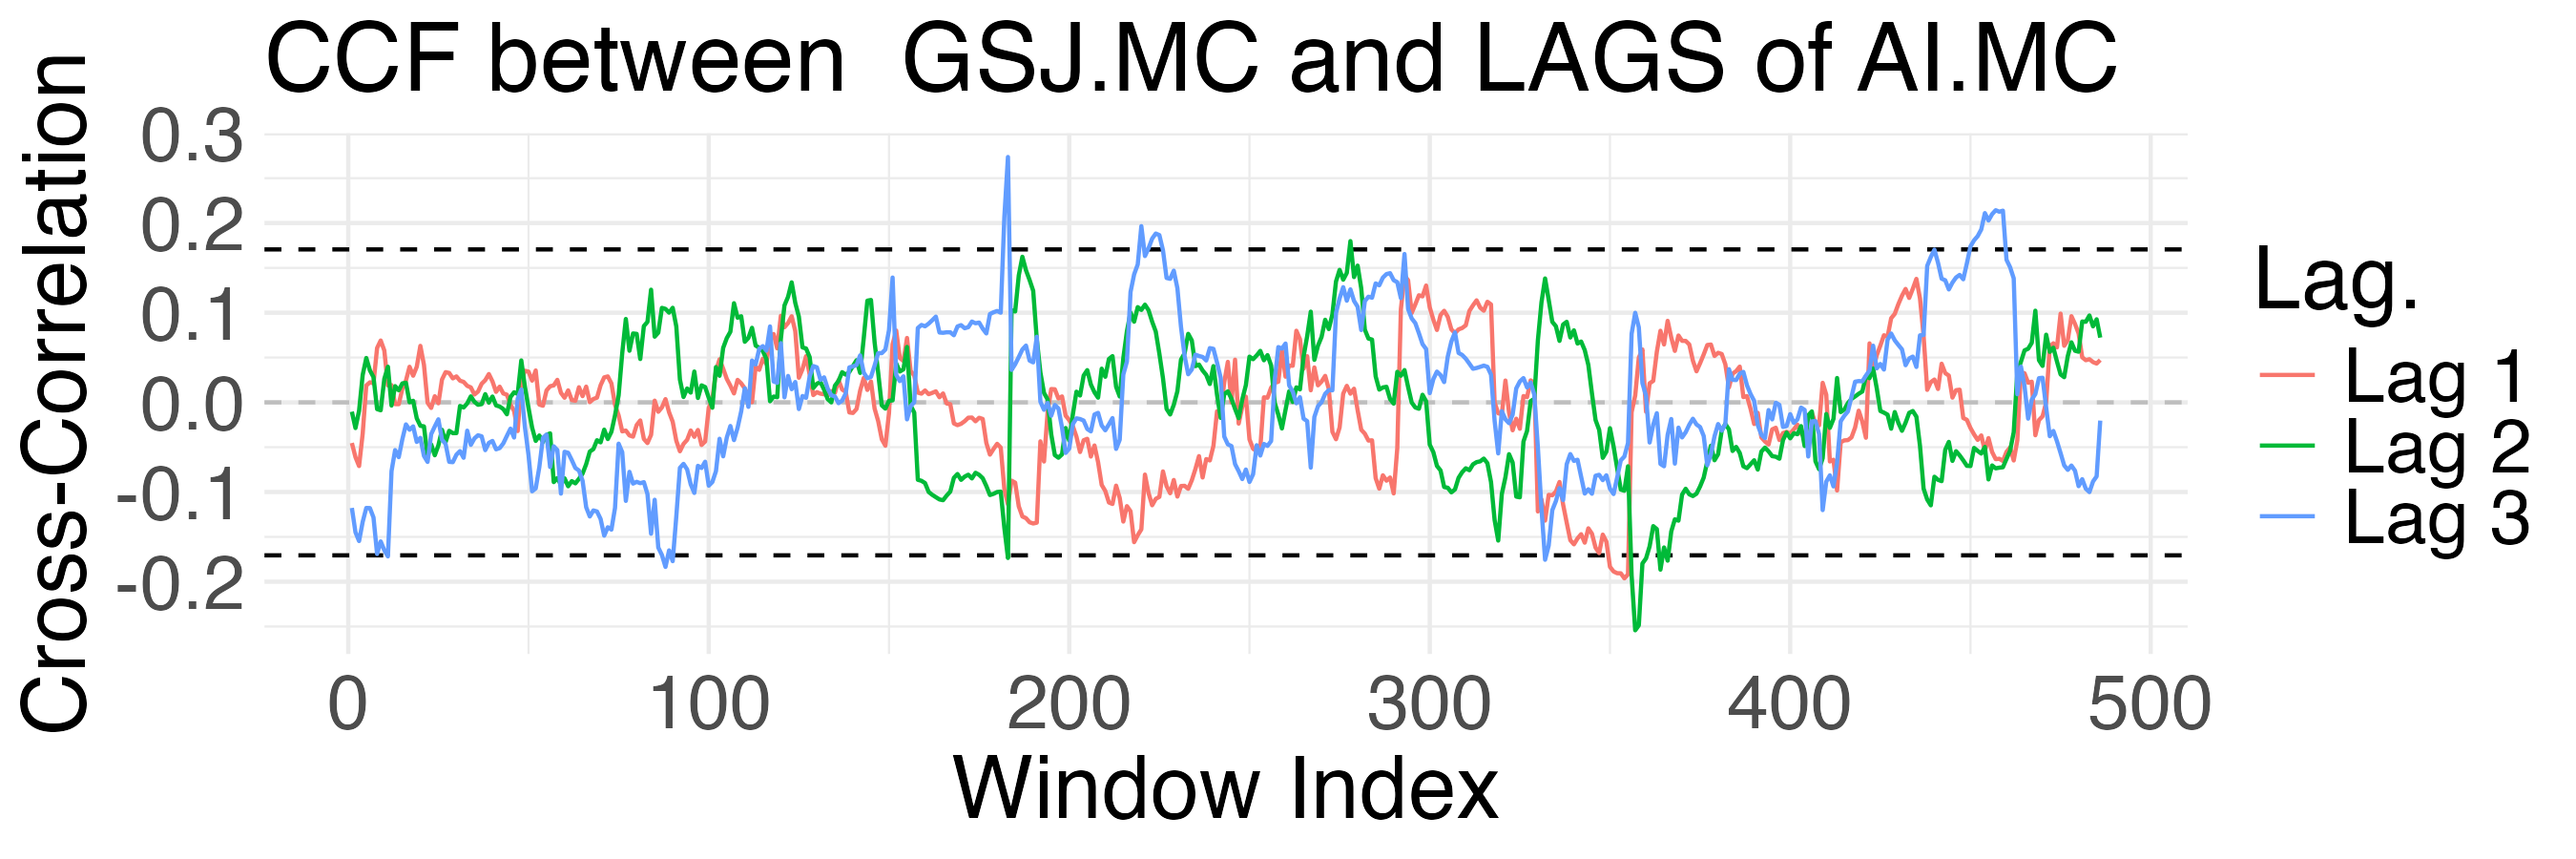 CCF between  GSJ.MC and LAGS of AI.MC
Cross-Correlation
0.3
0.2
0.1
0.0
-0.1
-0.2
0 100 200 300 400 500
Window Index
Lag.
Lag 1
Lag 2
Lag 3